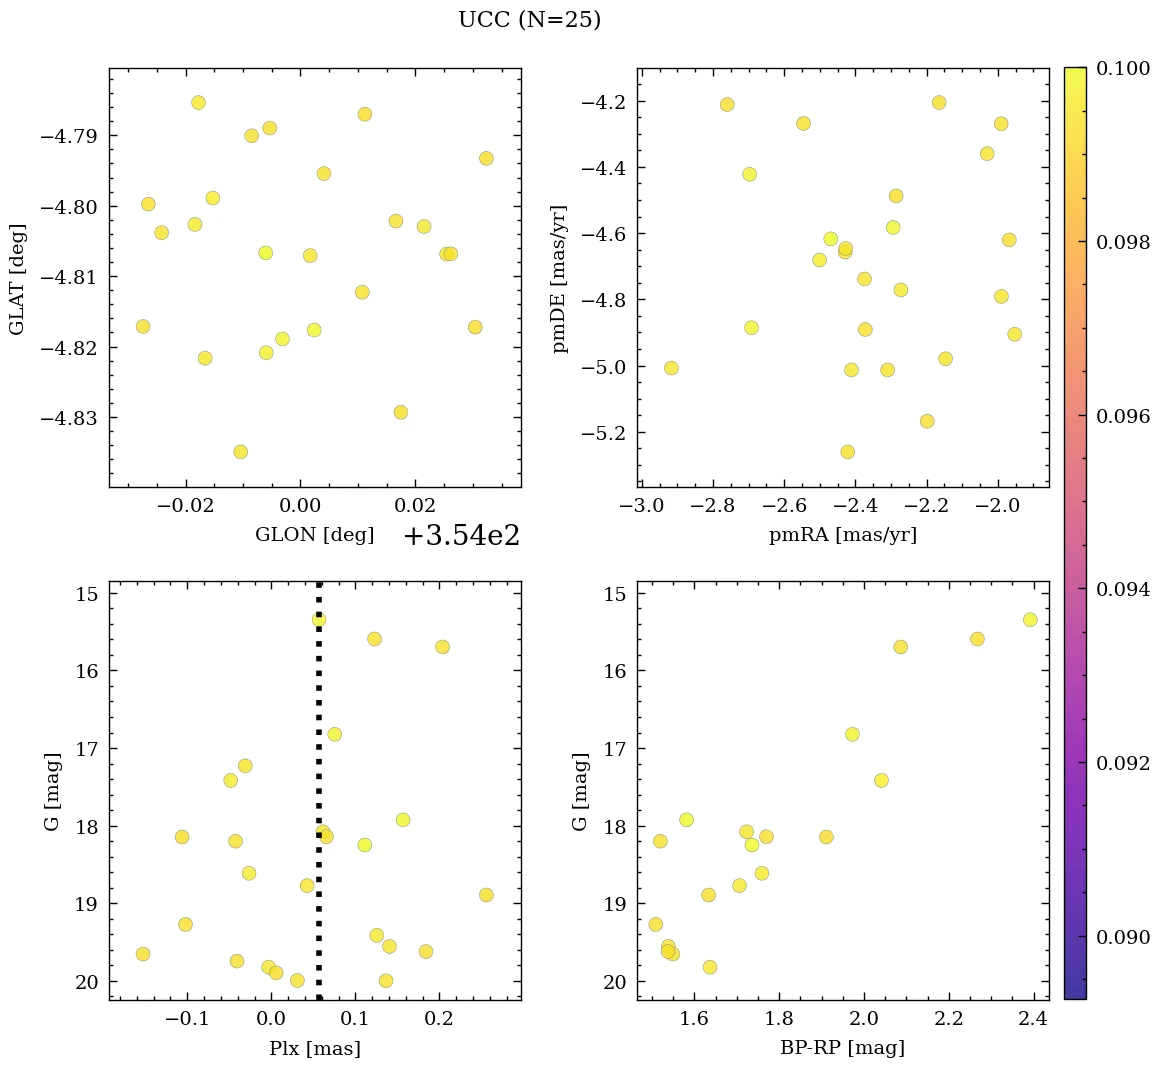 UCC (N=25)
−4.79
−4.80
−4.81
−4.82
−4.83
GLAT [deg]
−0.02 0.00 0.02
GLON [deg] +3.54e2
−4.2
−4.4
−4.6
−4.8
−5.0
−5.2
pmDE [mas/yr]
−3.0 −2.8 −2.6 −2.4 −2.2 −2.0
pmRA [mas/yr]
15
16
17
18
19
20
G [mag]
−0.1 0.0 0.1 0.2
Plx [mas]
15
16
17
18
19
20
G [mag]
1.6 1.8 2.0 2.2 2.4
BP-RP [mag]
0.100
0.098
0.096
0.094
0.092
0.090